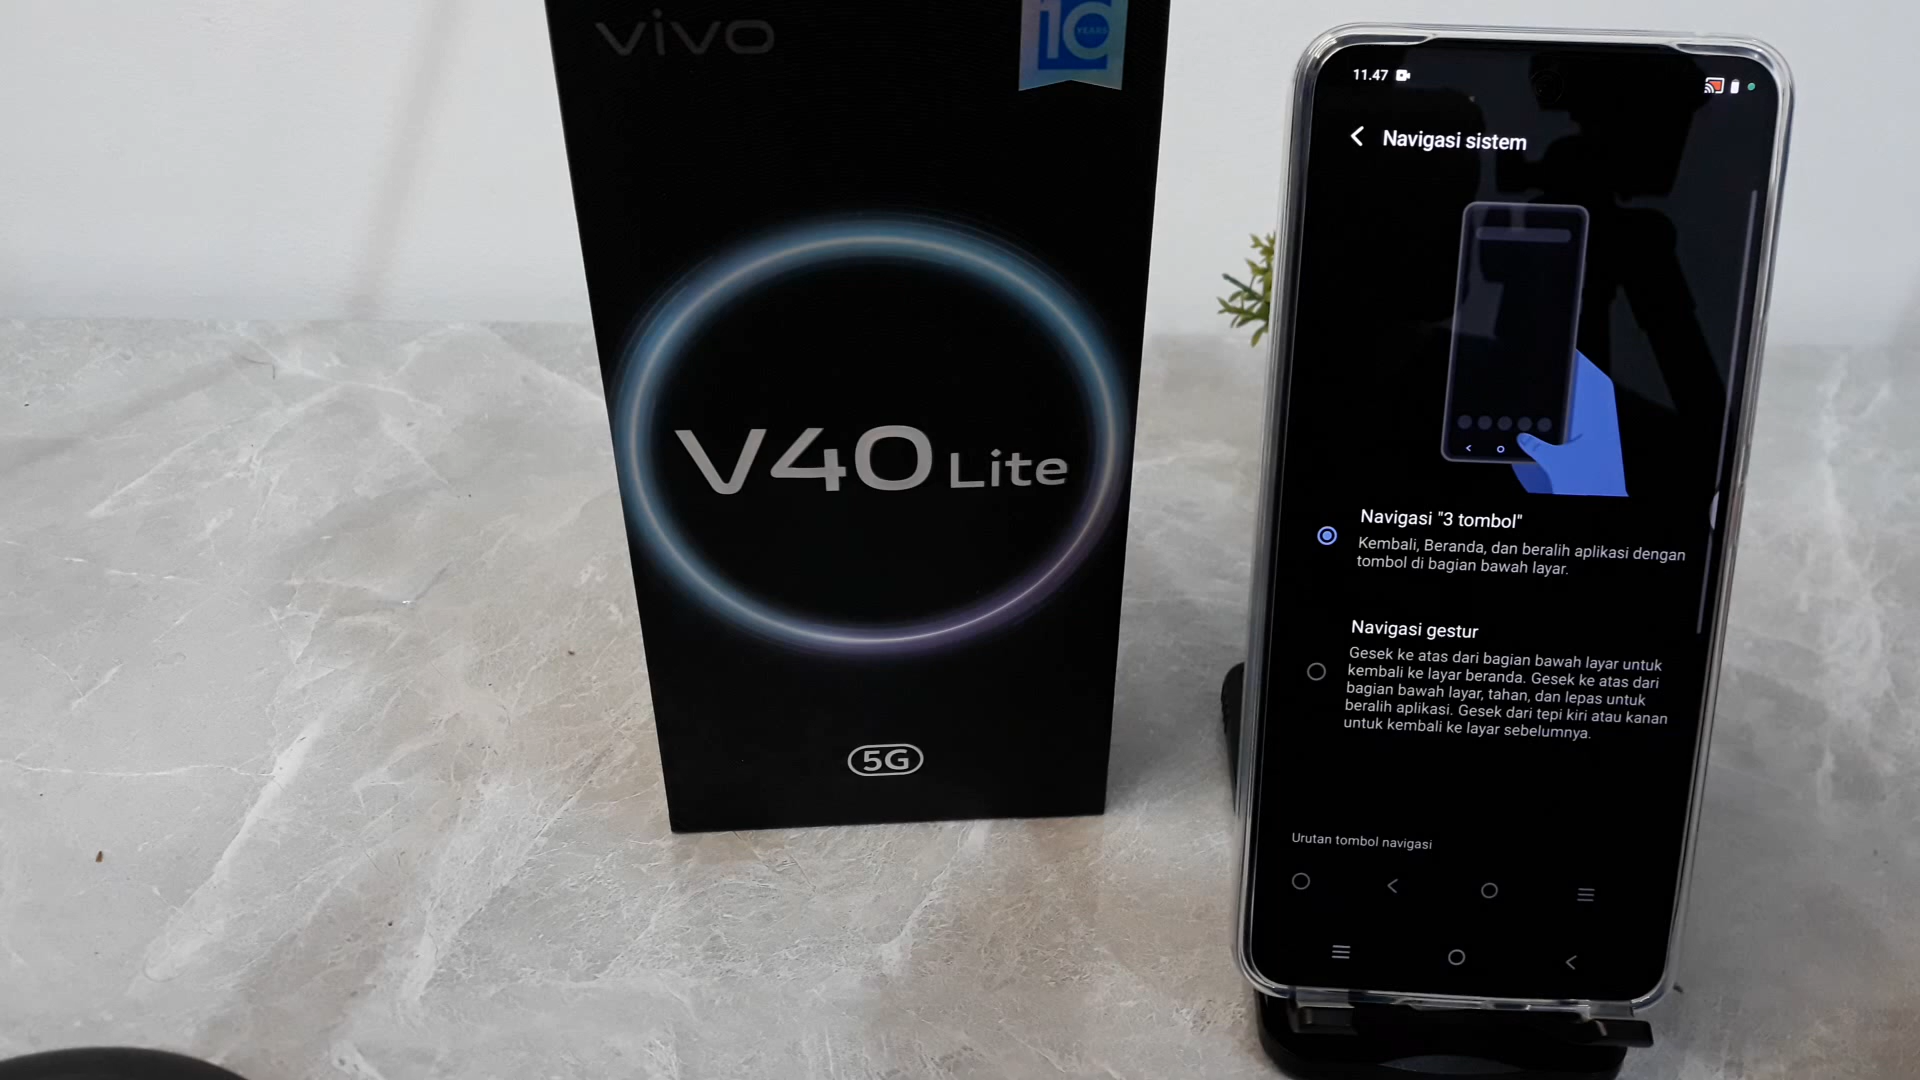 vivo
10
YEARS
V40 Lite
5G
11.47
Navigasi sistem
Navigasi "3 tombol"
Kembali, Beranda, dan beralih aplikasi dengan
tombol di bagian bawah layar.
Navigasi gestur
Gesek ke atas dari bagian bawah layar untuk
kembali ke layar beranda. Gesek ke atas dari
bagian bawah layar, tahan, dan lepas untuk
beralih aplikasi. Gesek dari tepi kiri atau kanan
untuk kembali ke layar sebelumnya.
Urutan tombol navigasi